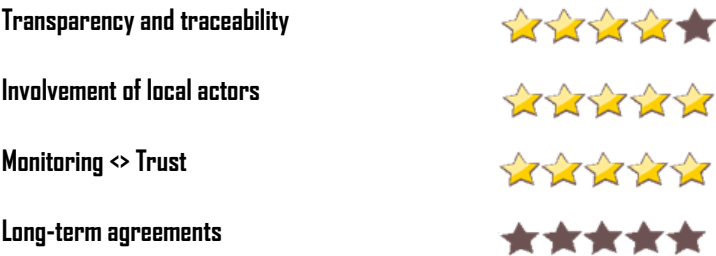 Transparency and traceability
Involvement of local actors
Monitoring <> Trust
Long-term agreements